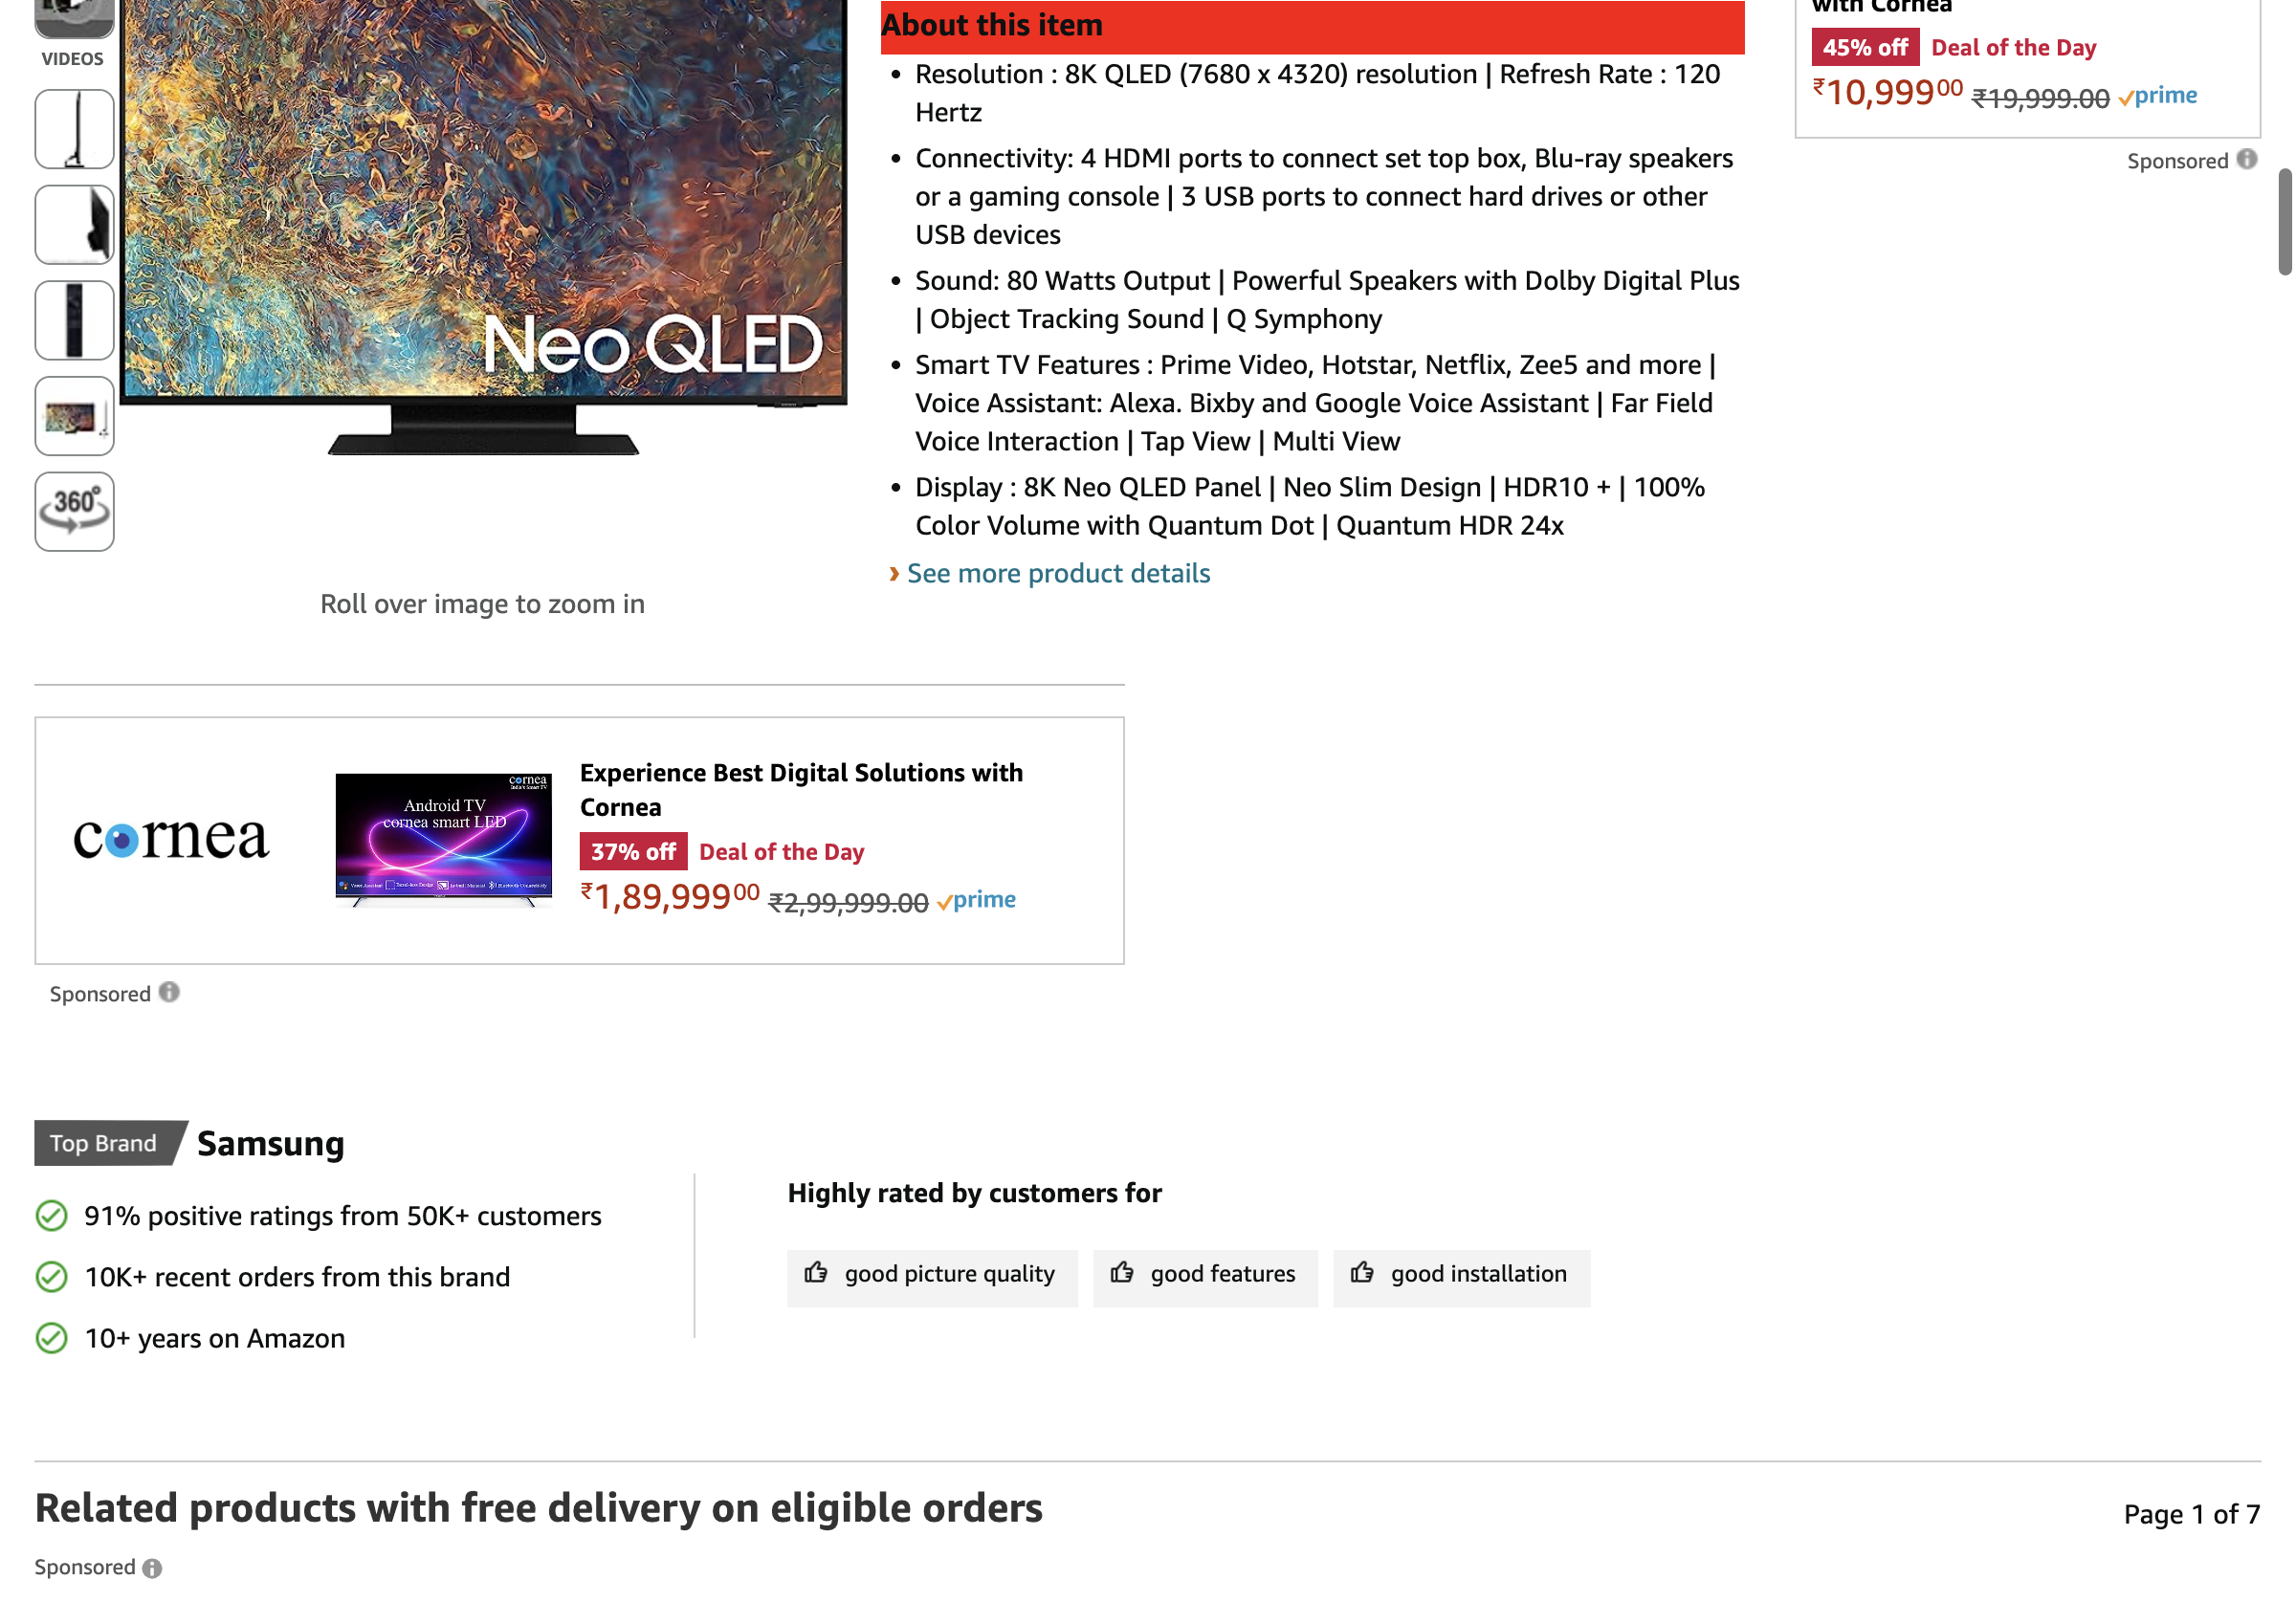 VIDEOS
360°
Neo QLED
Roll over image to zoom in
About this item
• Resolution : 8K QLED (7680 x 4320) resolution | Refresh Rate : 120
Hertz
• Connectivity: 4 HDMI ports to connect set top box, Blu-ray speakers
or a gaming console | 3 USB ports to connect hard drives or other
USB devices
• Sound: 80 Watts Output | Powerful Speakers with Dolby Digital Plus
| Object Tracking Sound | Q Symphony
• Smart TV Features : Prime Video, Hotstar, Netflix, Zee5 and more |
Voice Assistant: Alexa. Bixby and Google Voice Assistant | Far Field
Voice Interaction | Tap View | Multi View
• Display : 8K Neo QLED Panel | Neo Slim Design | HDR10 + | 100%
Color Volume with Quantum Dot | Quantum HDR 24x
› See more product details
with Cornea
45% off Deal of the Day
₹10,99900 ₹19,999.00 prime
Sponsored
cornea
cornea
India's Smart TV
Android TV
cornea smart LED
Experience Best Digital Solutions with
Cornea
37% off Deal of the Day
₹1,89,99900 ₹2,99,999.00 prime
Sponsored
Top Brand Samsung
91% positive ratings from 50K+ customers
10K+ recent orders from this brand
10+ years on Amazon
Highly rated by customers for
good picture quality good features good installation
Related products with free delivery on eligible orders
Page 1 of 7
Sponsored